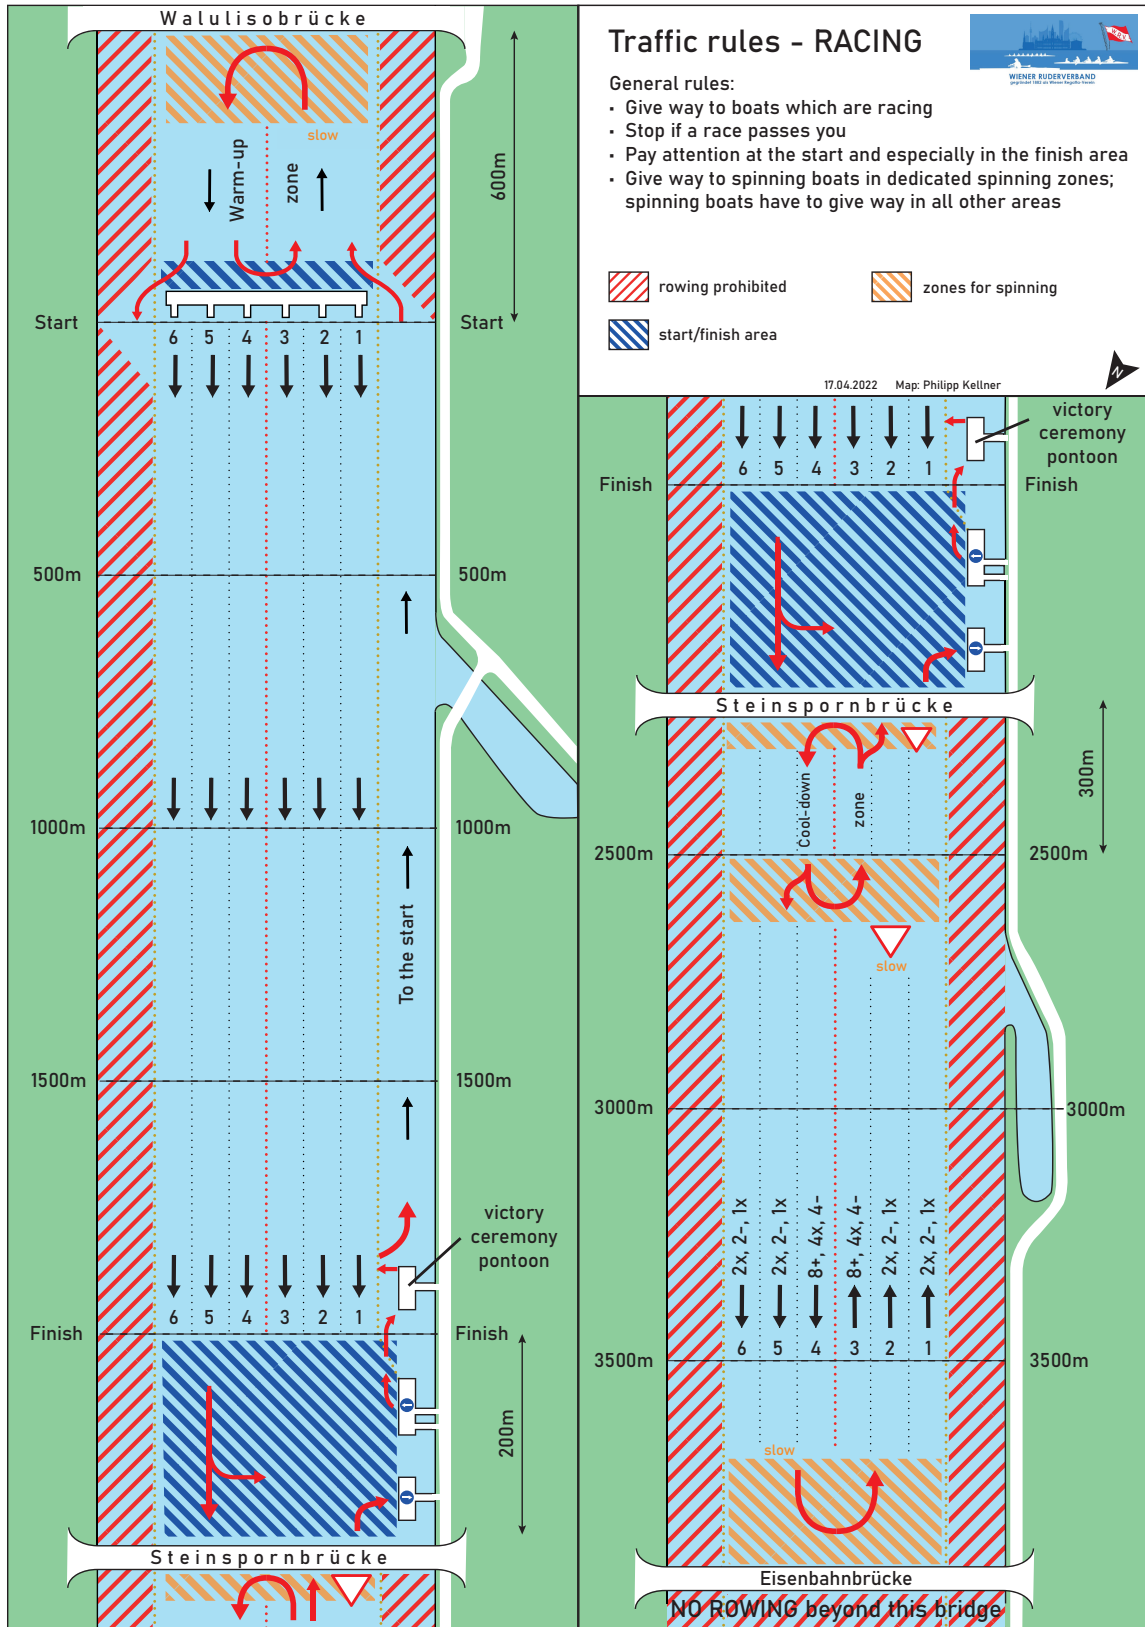 Walulisobrücke
slow
Warm-up
zone
600m
Start
Start
6 5 4 3 2 1
500m
500m
1000m
1000m
To the start
1500m
1500m
victory
ceremony
pontoon
6 5 4 3 2 1
Finish
Finish
200m
Steinspornbrücke
Traffic rules - RACING
WIENER RUDERVERBAND
General rules:
· Give way to boats which are racing
· Stop if a race passes you
· Pay attention at the start and especially in the finish area
· Give way to spinning boats in dedicated spinning zones;
spinning boats have to give way in all other areas
rowing prohibited
zones for spinning
start/finish area
17.04.2022 Map: Philipp Kellner
N
victory
ceremony
pontoon
6 5 4 3 2 1
Finish
Finish
Steinspornbrücke
300m
Cool-down
zone
2500m
2500m
slow
3000m
3000m
2x, 2-, 1x
2x, 2-, 1x
8+, 4x, 4-
8+, 4x, 4-
2x, 2-, 1x
2x, 2-, 1x
6 5 4 3 2 1
3500m
3500m
slow
Eisenbahnbrücke
NO ROWING beyond this bridge